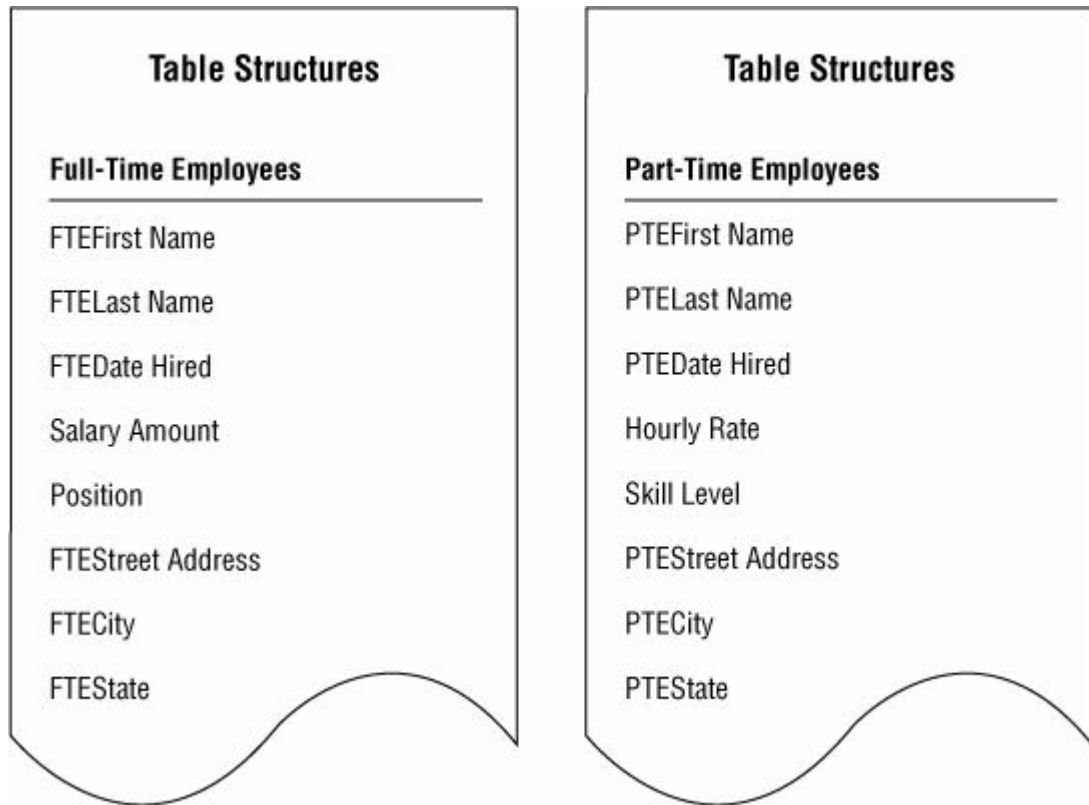 Table Structures
Full-Time Employees
FTEFirst Name
FTELast Name
FTEDate Hired
Salary Amount
Position
FTEStreet Address
FTECity
FTEState
Table Structures
Part-Time Employees
PTEFirst Name
PTELast Name
PTEDate Hired
Hourly Rate
Skill Level
PTEStreet Address
PTECity
PTEState